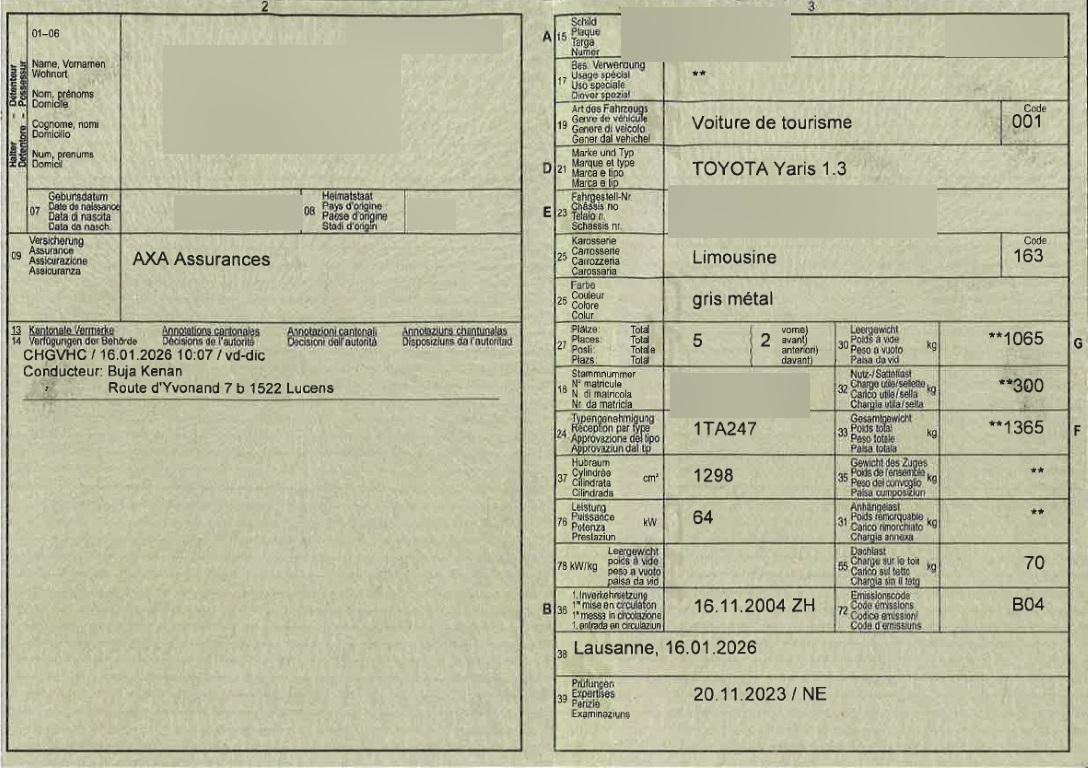 2
01-06
Halter - Détenteur
Detentore - Possessur
Name, Vornamen
Wohnort
Nom, prénoms
Domicile
Cognome, nomi
Domicilio
Num, prenums
Domicil
07
Geburtsdatum
Date de naissance
Data di nascita
Data da nasch.
08
Heimatstaat
Pays d'origine
Paese d'origine
Stadi d'origin
09
Versicherung
Assurance
Assicurazione
Assicuranza
AXA Assurances
13 Kantonale Vermerke Annotations cantonales Annotazioni cantonali Annotaziuns chantunalas
14 Verfügungen der Behörde Décisions de l'autorité Decisioni dell'autorità Disposiziuns da l'autoritad
CHGVHC / 16.01.2026 10:07 / vd-dic
Conducteur: Buja Kenan
Route d'Yvonand 7 b 1522 Lucens
3
A 15
Schild
Plaque
Targa
Numer
17
Bes. Verwendung
Usage spécial
Uso speciale
Diever spezial
**
19
Art des Fahrzeugs
Genre de véhicule
Genere di veicolo
Gener dal vehichel
Voiture de tourisme
Code
001
D 21
Marke und Typ
Marque et type
Marca e tipo
Marca e tip
TOYOTA Yaris 1.3
E 23
Fahrgestell-Nr.
Châssis no
Telaio n.
Schassis nr.
25
Karosserie
Carrosserie
Carrozzeria
Carossaria
Limousine
Code
163
26
Farbe
Couleur
Colore
Colur
gris métal
27
Plätze: Total
Places: Total
Posti: Totale
Plazs: Total
5
2
vorne)
avant)
anteriori)
davant)
30
Leergewicht
Poids à vide
Peso a vuoto
Paisa da vid
kg
**1065
G
18
Stammnummer
N° matricule
N. di matricola
Nr. da matricla
32
Nutz-/Sattellast
Charge utile/sellette
Carico utile/sella
Chargia utila/sella
kg
**300
24
Typengenehmigung
Réception par type
Approvazione del tipo
Approvaziun dal tip
1TA247
33
Gesamtgewicht
Poids total
Peso totale
Paisa totala
kg
**1365
F
37
Hubraum
Cylindrée
Cilindrata
Cilindrada
cm³
1298
35
Gewicht des Zuges
Poids de l'ensemble
Peso del convoglio
Paisa cumposiziun
kg
**
76
Leistung
Puissance
Potenza
Prestaziun
kW
64
31
Anhängelast
Poids remorquable
Carico rimorchiato
Chargia annexa
kg
**
78 kW/kg
Leergewicht
poids à vide
peso a vuoto
paisa da vid
55
Dachlast
Charge sur le toit
Carico sul tetto
Chargia sin il tetg
kg
70
B 36
1. Inverkehrsetzung
1re mise en circulation
1a messa in circolazione
1. entrada en circulaziun
16.11.2004 ZH
72
Emissionscode
Code émissions
Codice emissioni
Code d'emissiuns
B04
38
Lausanne, 16.01.2026
39
Prüfungen
Expertises
Perizie
Examinaziuns
20.11.2023 / NE